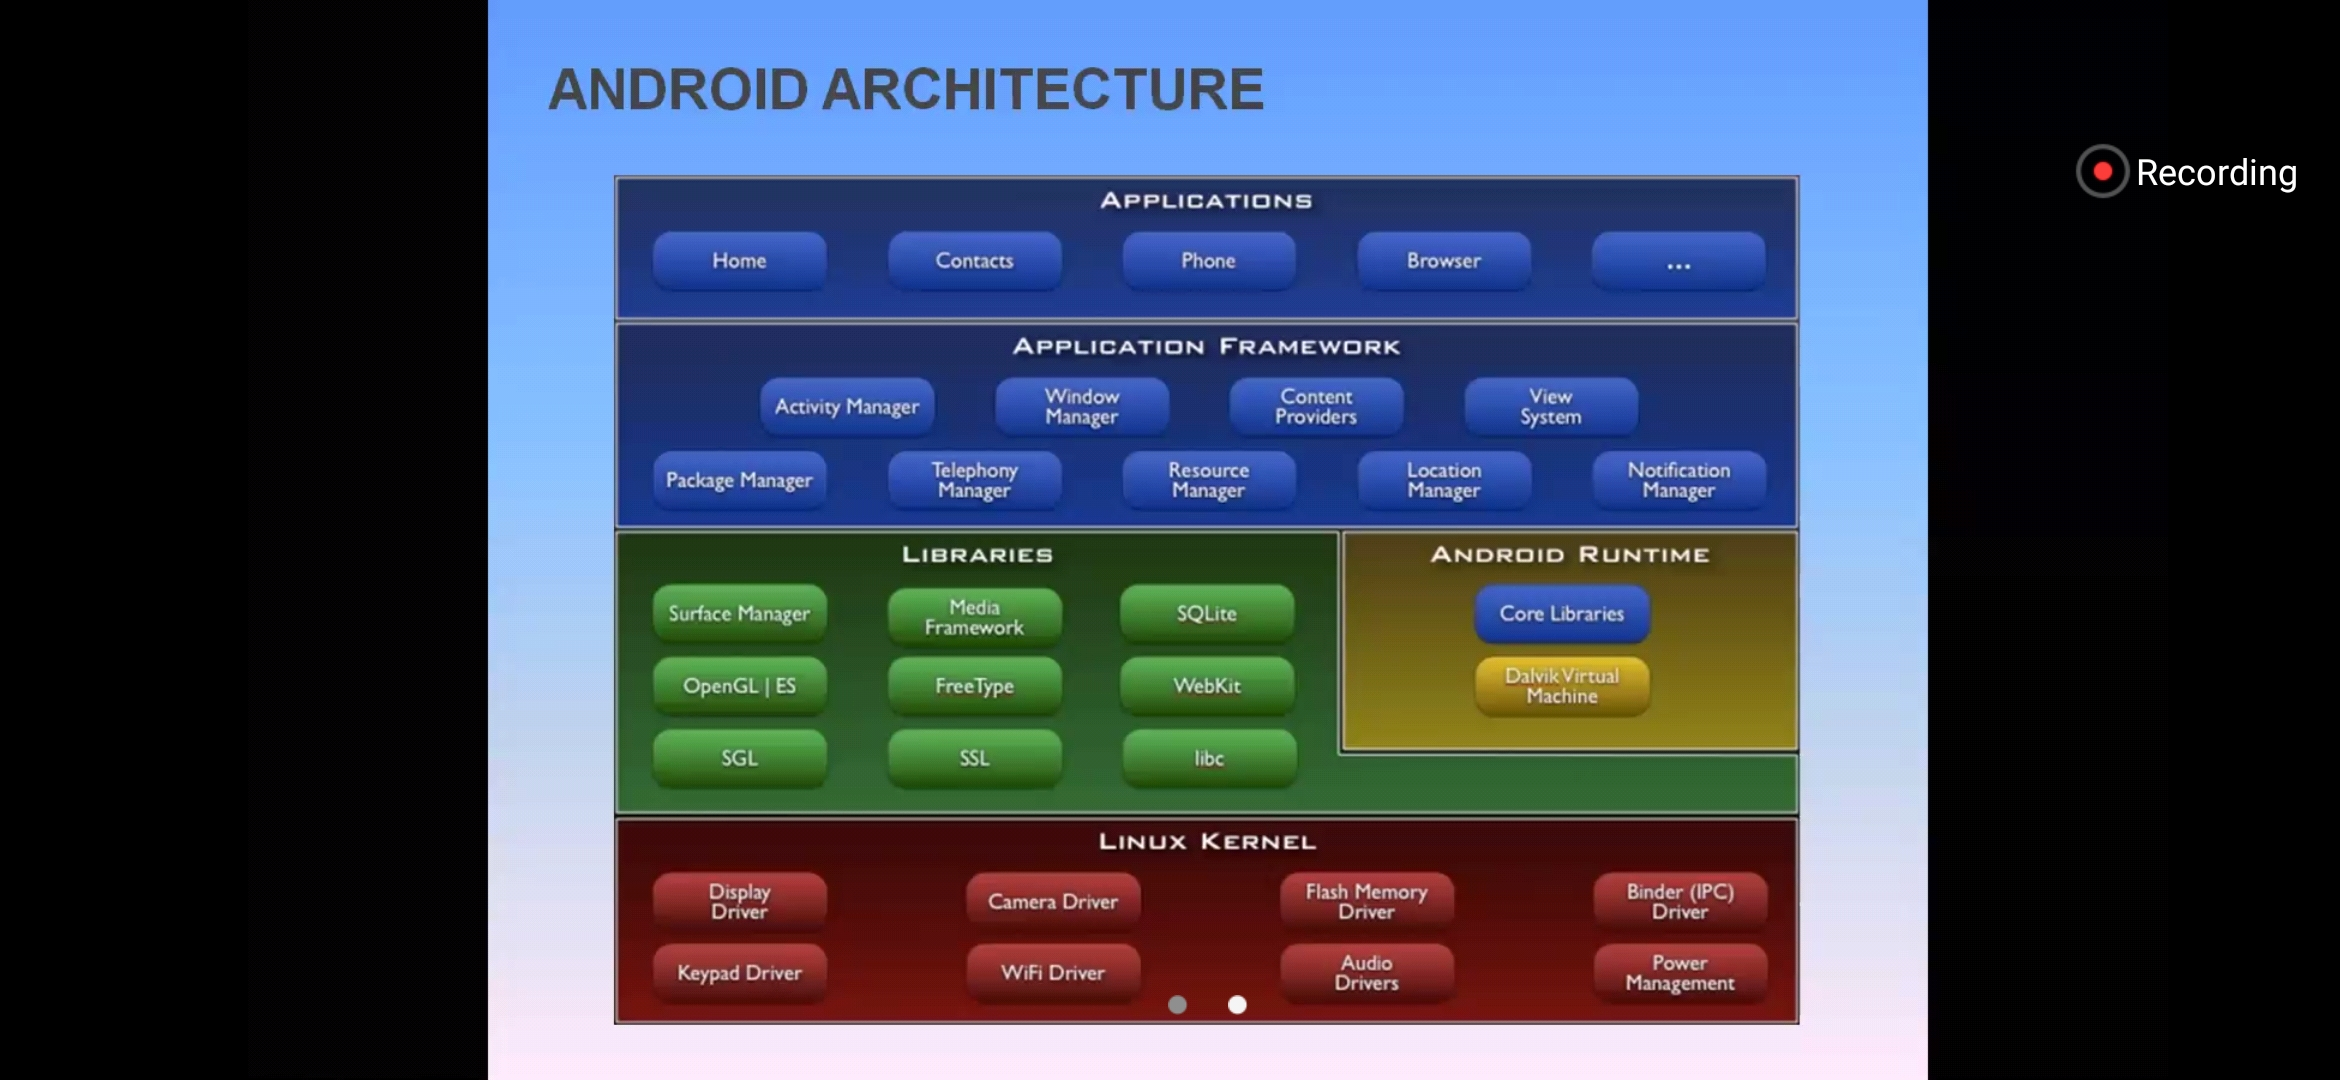 ANDROID ARCHITECTURE
Recording
APPLICATIONS
Home
Contacts
Phone
Browser
...
APPLICATION FRAMEWORK
Activity Manager
Window
Manager
Content
Providers
View
System
Package Manager
Telephony
Manager
Resource
Manager
Location
Manager
Notification
Manager
LIBRARIES
Surface Manager
Media
Framework
SQLite
OpenGL | ES
FreeType
WebKit
SGL
SSL
libc
ANDROID RUNTIME
Core Libraries
Dalvik Virtual
Machine
LINUX KERNEL
Display
Driver
Camera Driver
Flash Memory
Driver
Binder (IPC)
Driver
Keypad Driver
WiFi Driver
Audio
Drivers
Power
Management